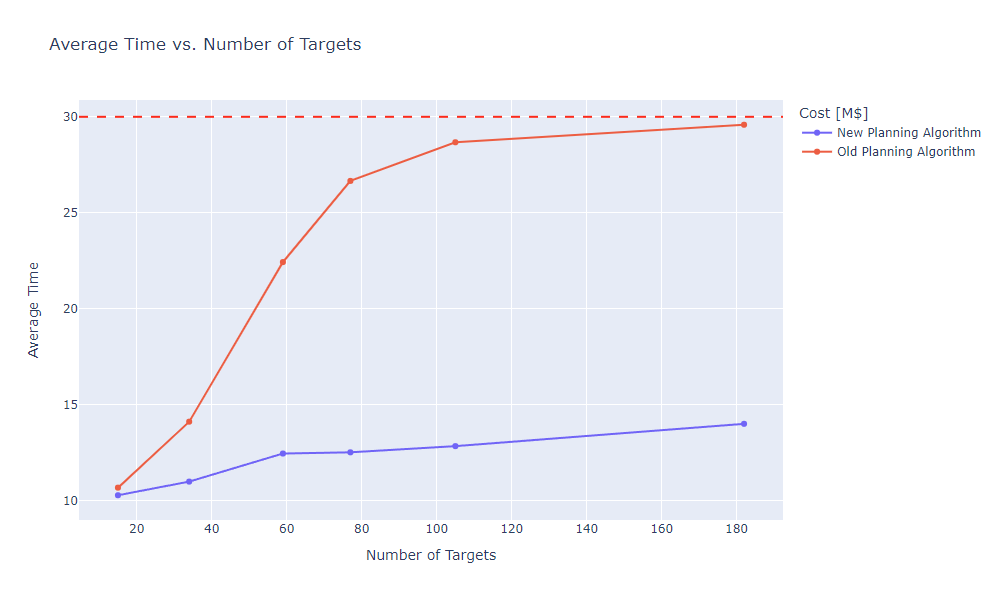 Average Time vs. Number of Targets
Cost [M$]
New Planning Algorithm
Old Planning Algorithm
Average Time
30
25
20
15
10
20 40 60 80 100 120 140 160 180
Number of Targets